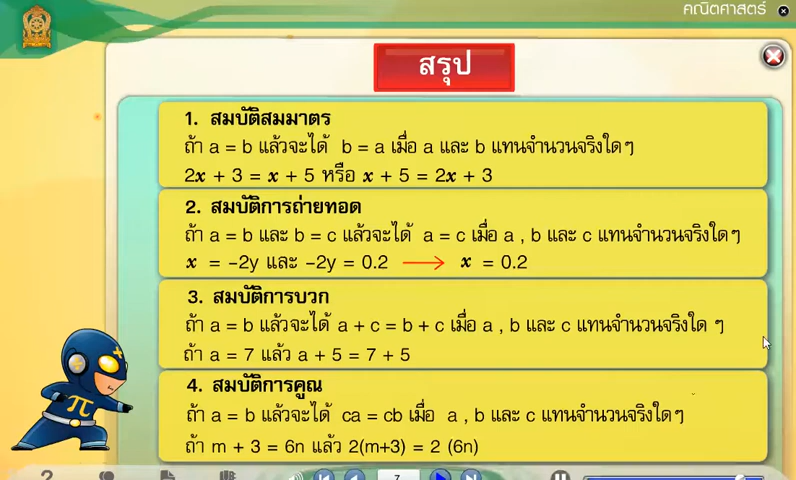 คณิตศาสตร์
สรุป
1. สมบัติสมมาตร
ถ้า a = b แล้วจะได้ b = a เมื่อ a และ b แทนจำนวนจริงใดๆ
2x + 3 = x + 5 หรือ x + 5 = 2x + 3
2. สมบัติการถ่ายทอด
ถ้า a = b และ b = c แล้วจะได้ a = c เมื่อ a , b และ c แทนจำนวนจริงใดๆ
x = -2y และ -2y = 0.2 ⟶ x = 0.2
3. สมบัติการบวก
ถ้า a = b แล้วจะได้ a + c = b + c เมื่อ a , b และ c แทนจำนวนจริงใด ๆ
ถ้า a = 7 แล้ว a + 5 = 7 + 5
4. สมบัติการคูณ
ถ้า a = b แล้วจะได้ ca = cb เมื่อ a , b และ c แทนจำนวนจริงใดๆ
ถ้า m + 3 = 6n แล้ว 2(m+3) = 2 (6n)
π
?
7